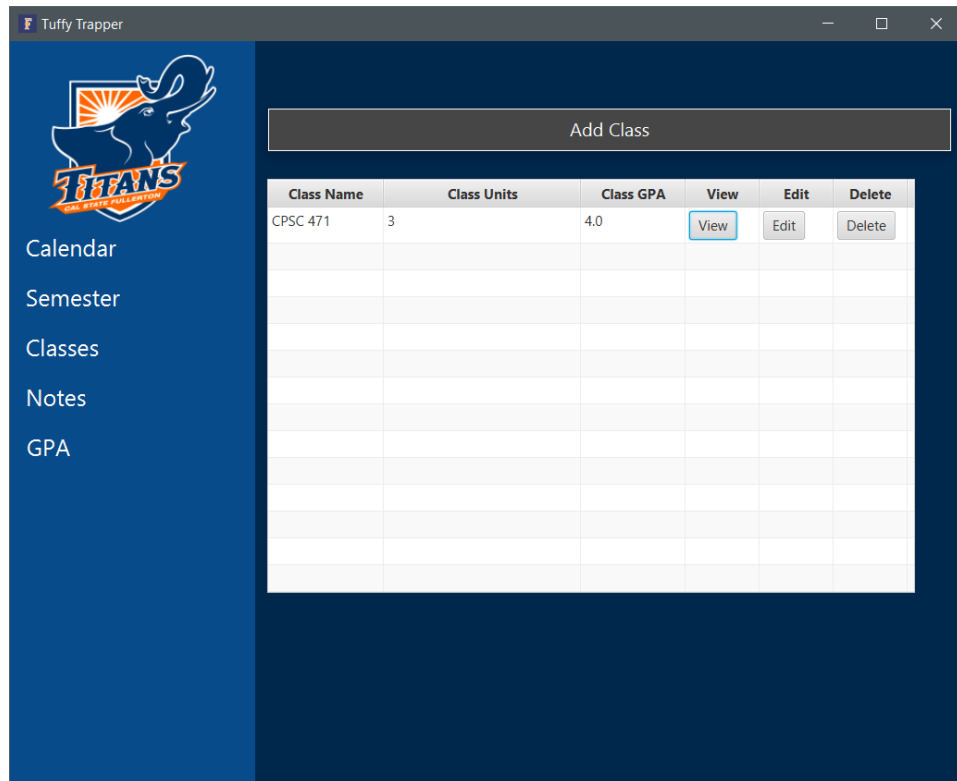 F Tuffy Trapper
TITANS
CAL STATE FULLERTON
Calendar
Semester
Classes
Notes
GPA
Add Class
Class Name Class Units Class GPA View Edit Delete
CPSC 471 3 4.0 View Edit Delete